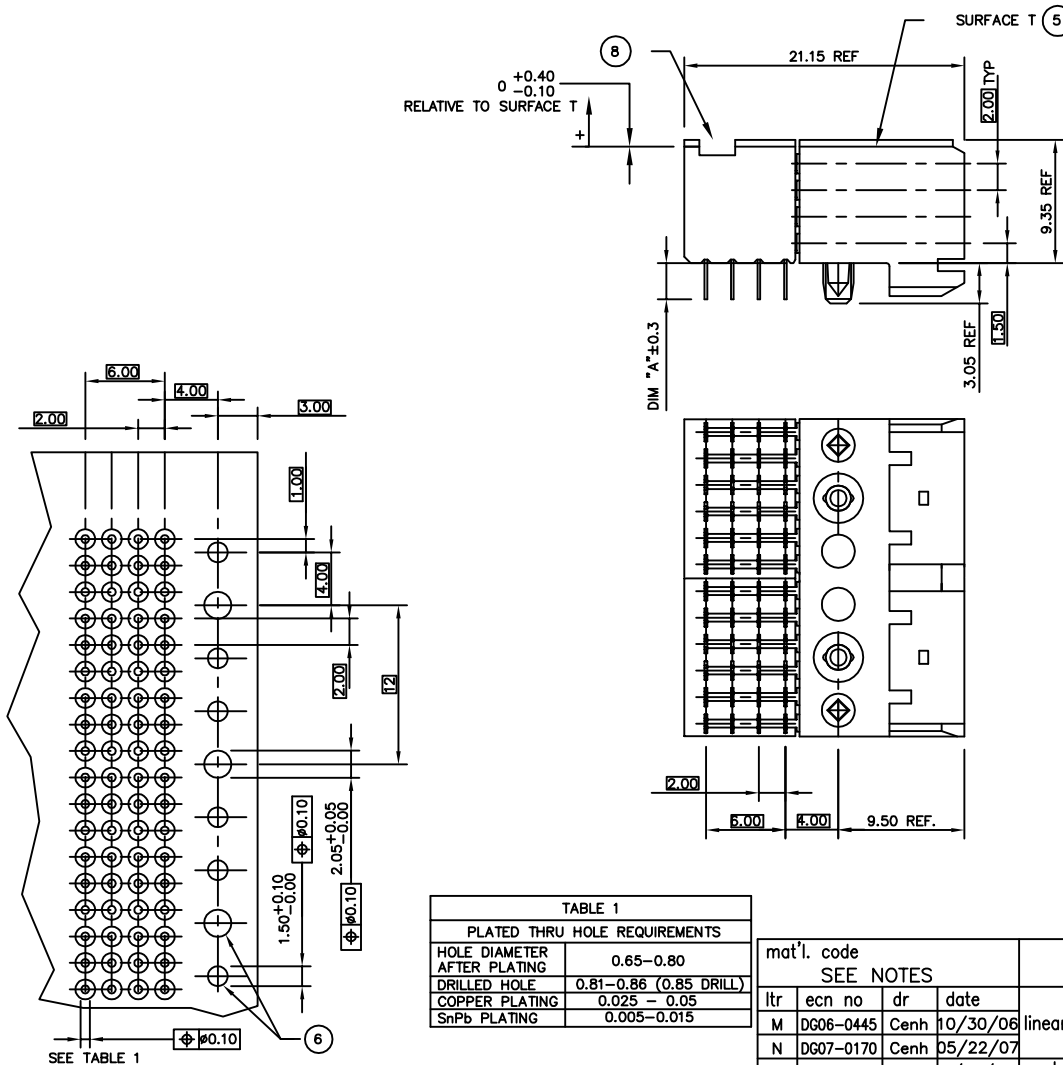 SURFACE T 5
8
21.15 REF
2.00 TYP
0 +0.40 -0.10
RELATIVE TO SURFACE T
+
9.35 REF
DIM "A"±0.3
3.05 REF
1.50
6.00
4.00
2.00
3.00
1.00
4.00
2.00
12
⌖ ø0.10
2.05+0.05 -0.00
⌖ ø0.10
1.50+0.10 -0.00
⌖ ø0.10
6
SEE TABLE 1
2.00
6.00
4.00
9.50 REF.
TABLE 1
PLATED THRU HOLE REQUIREMENTS
HOLE DIAMETER AFTER PLATING 0.65-0.80
DRILLED HOLE 0.81-0.86 (0.85 DRILL)
COPPER PLATING 0.025 - 0.05
SnPb PLATING 0.005-0.015
mat'l. code
SEE NOTES
ltr ecn no dr date
M DG06-0445 Cenh 10/30/06 linear
N DG07-0170 Cenh 05/22/07